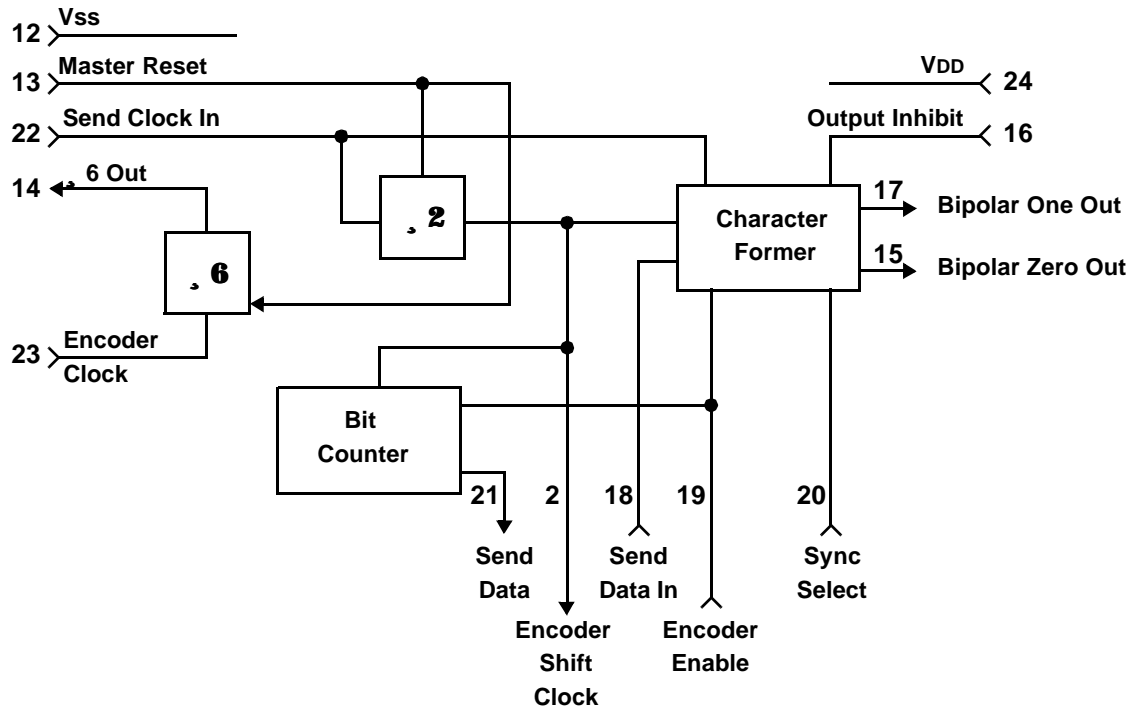 12 Vss
13 Master Reset
22 Send Clock In
14 ¸ 6 Out
¸ 2
¸ 6
23 Encoder
Clock
VDD 24
Output Inhibit 16
Character
Former
17 Bipolar One Out
15 Bipolar Zero Out
Bit
Counter
21
2
18
19
20
Send
Data
Encoder
Shift
Clock
Send
Data In
Encoder
Enable
Sync
Select